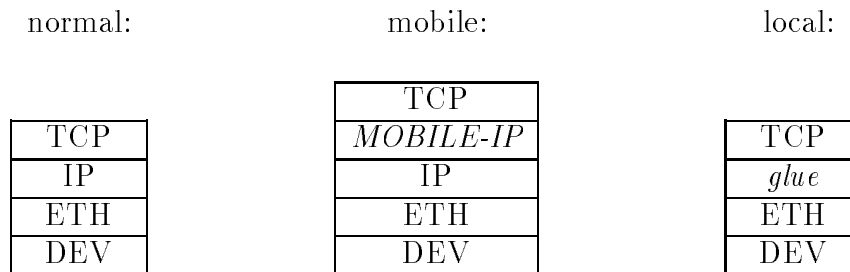 normal:
mobile:
local:
TCP
TCP
MOBILE-IP
TCP
IP
IP
glue
ETH
ETH
ETH
DEV
DEV
DEV